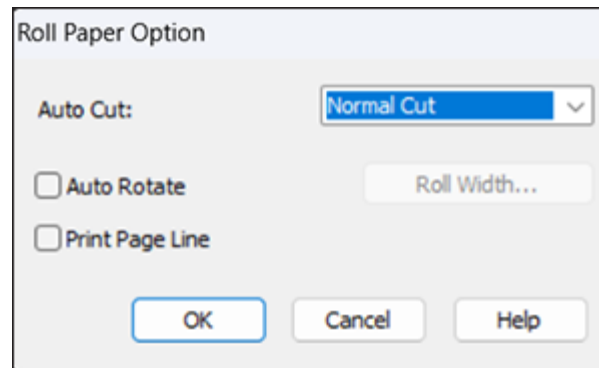 Roll Paper Option
Auto Cut: Normal Cut
Auto Rotate Roll Width...
Print Page Line
OK Cancel Help